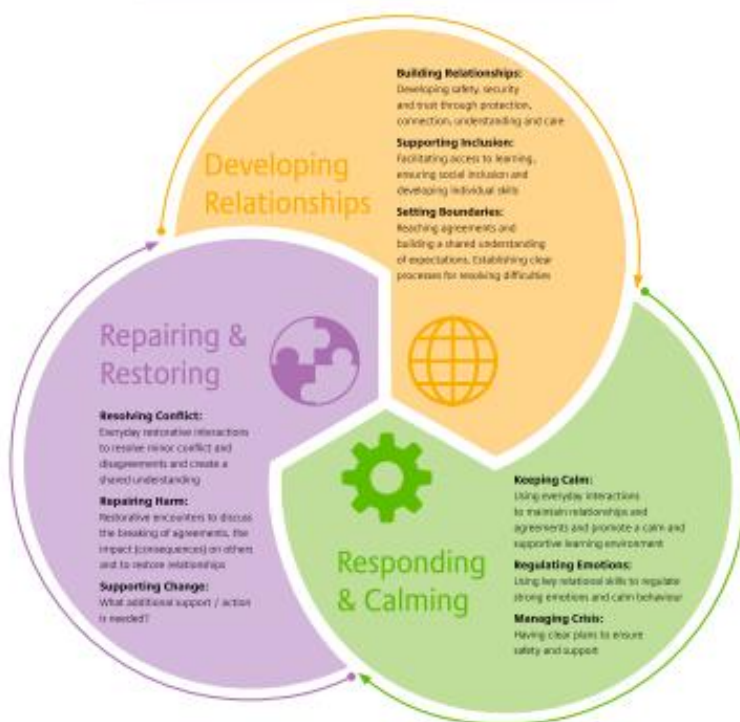 Developing
Relationships
Building Relationships:
Developing safety, security
and trust through protection,
connection, understanding and care
Supporting Inclusion:
Facilitating access to learning,
ensuring social inclusion and
developing individual skills
Setting Boundaries:
Reaching agreements and
building a shared understanding
of expectations. Establishing clear
processes for resolving difficulties
Responding
& Calming
Keeping Calm:
Using everyday interactions
to maintain relationships and
agreements and promote a calm and
supportive learning environment
Regulating Emotions:
Using key relational skills to regulate
strong emotions and calm behaviour
Managing Crisis:
Having clear plans to ensure
safety and support
Repairing &
Restoring
Resolving Conflict:
Everyday restorative interactions
to resolve minor conflict and
disagreements and create a
shared understanding
Repairing Harm:
Restorative encounters to discuss
the breaking of agreements, the
impact (consequences) on others
and to restore relationships
Supporting Change:
What additional support / action
is needed?